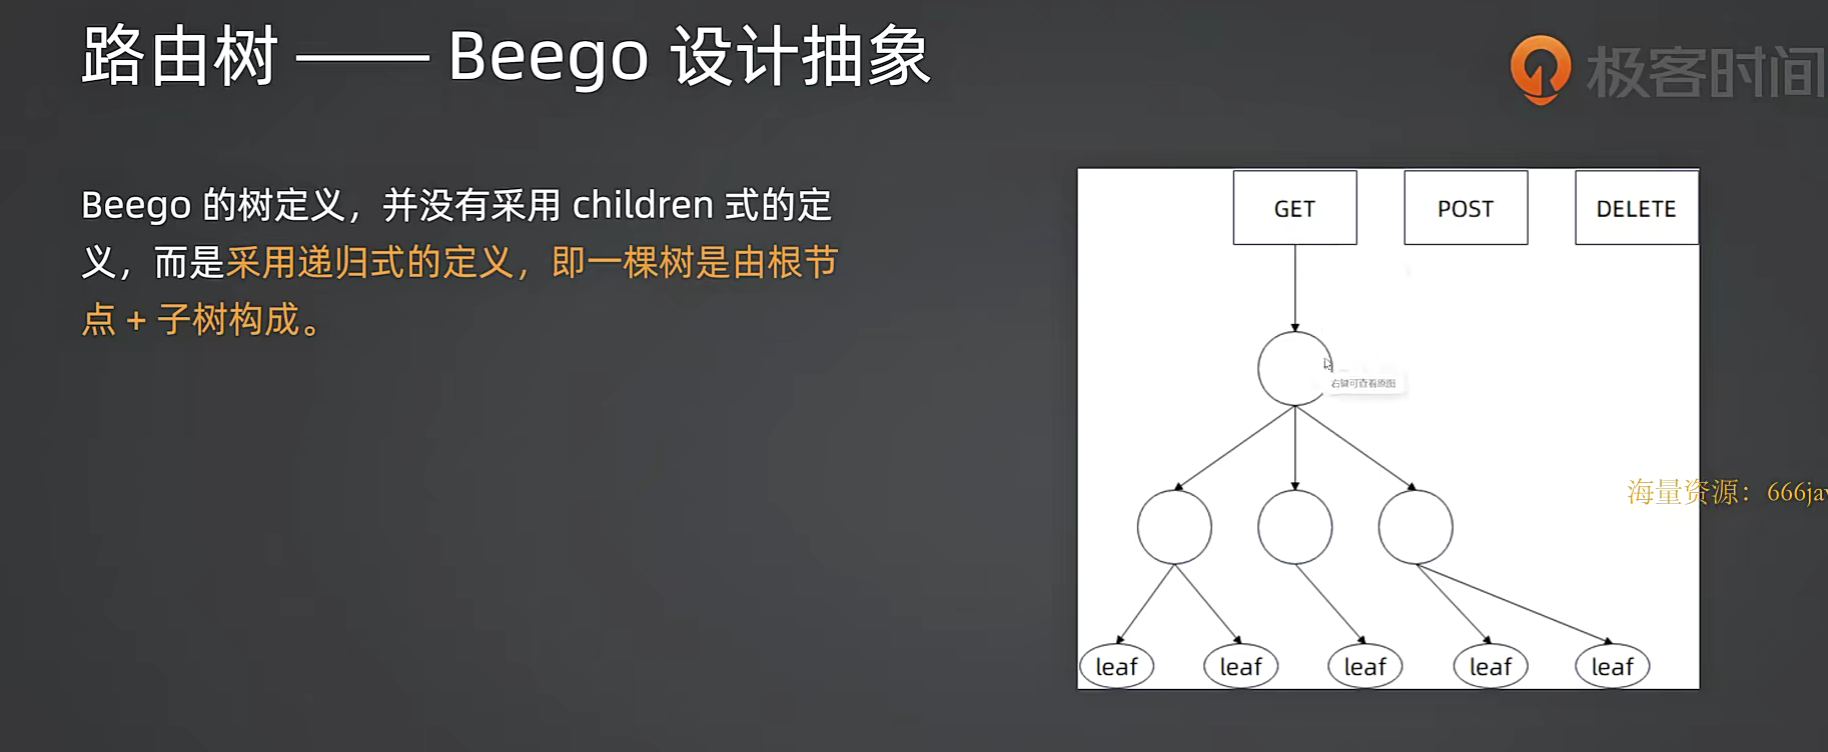 路由树 —— Beego 设计抽象
极客时间
Beego 的树定义，并没有采用 children 式的定
义，而是采用递归式的定义，即一棵树是由根节
点 + 子树构成。
GET POST DELETE
右键可查看原图
海量资源：666jav
leaf leaf leaf leaf leaf